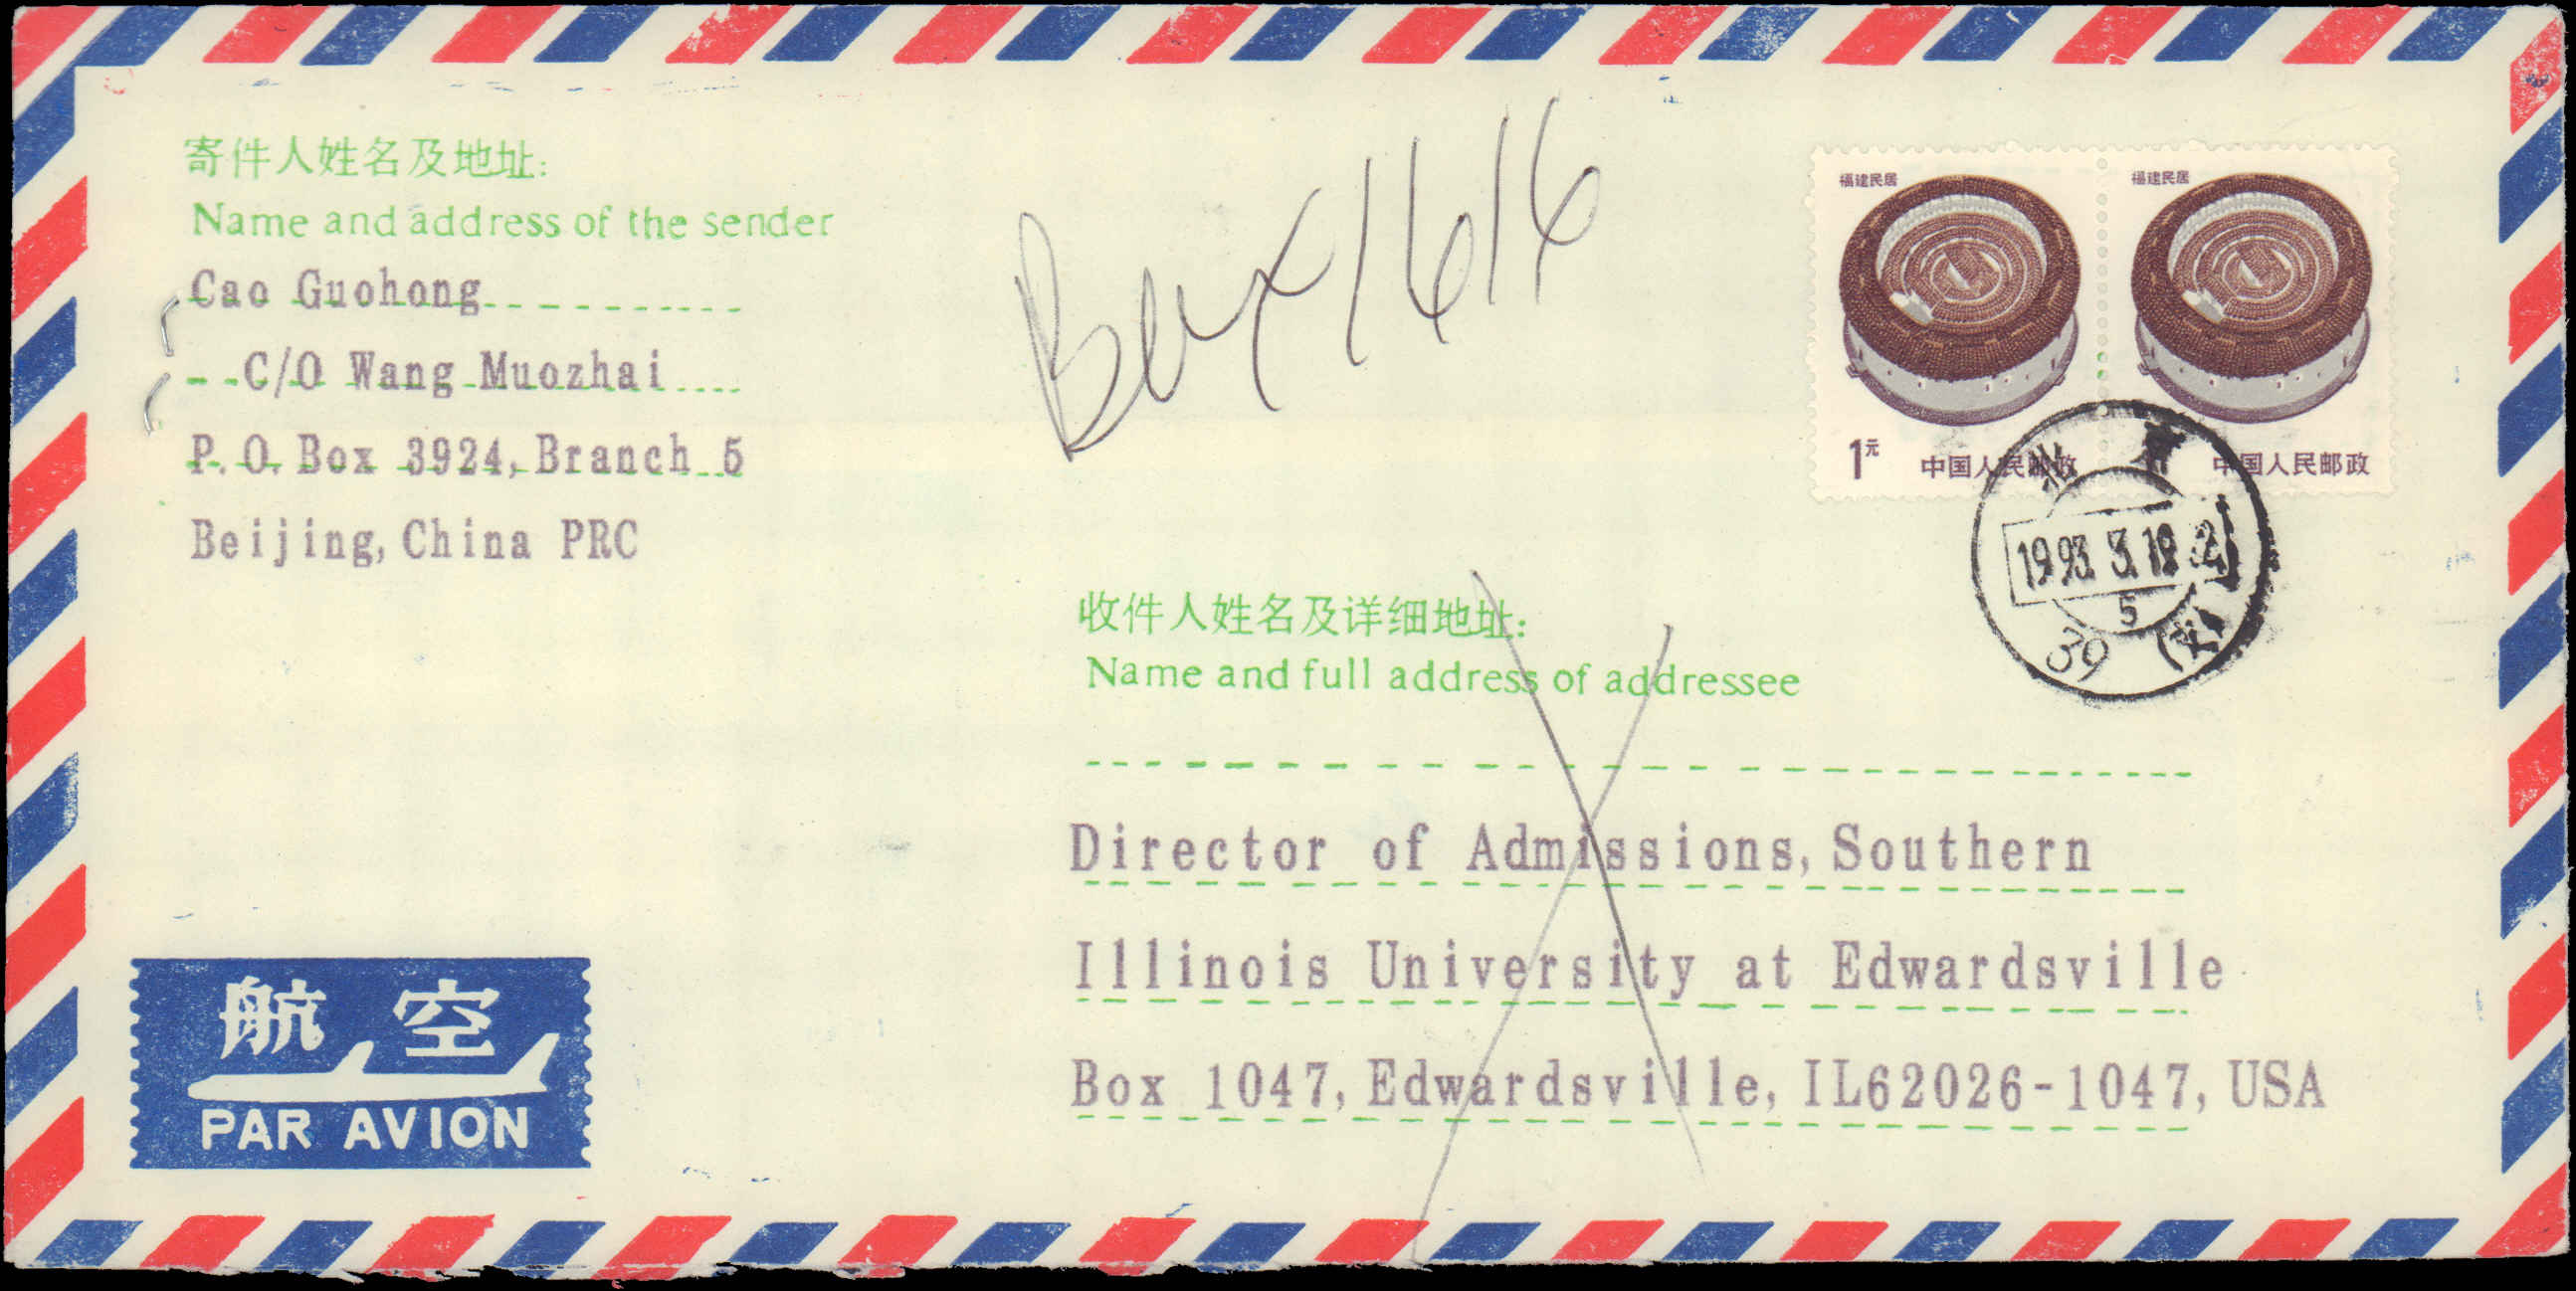 寄件人姓名及地址:
Name and address of the sender
Cao Guohong
C/O Wang Muozhai
P.O. Box 3924, Branch 5
Beijing, China PRC
Box 1616
福建民居
1元 中国人民邮政
福建民居
中国人民邮政
北京
1993.3.19
5
39
收件人姓名及详细地址:
Name and full address of addressee
Director of Admissions, Southern
Illinois University at Edwardsville
Box 1047, Edwardsville, IL62026-1047, USA
航空
PAR AVION